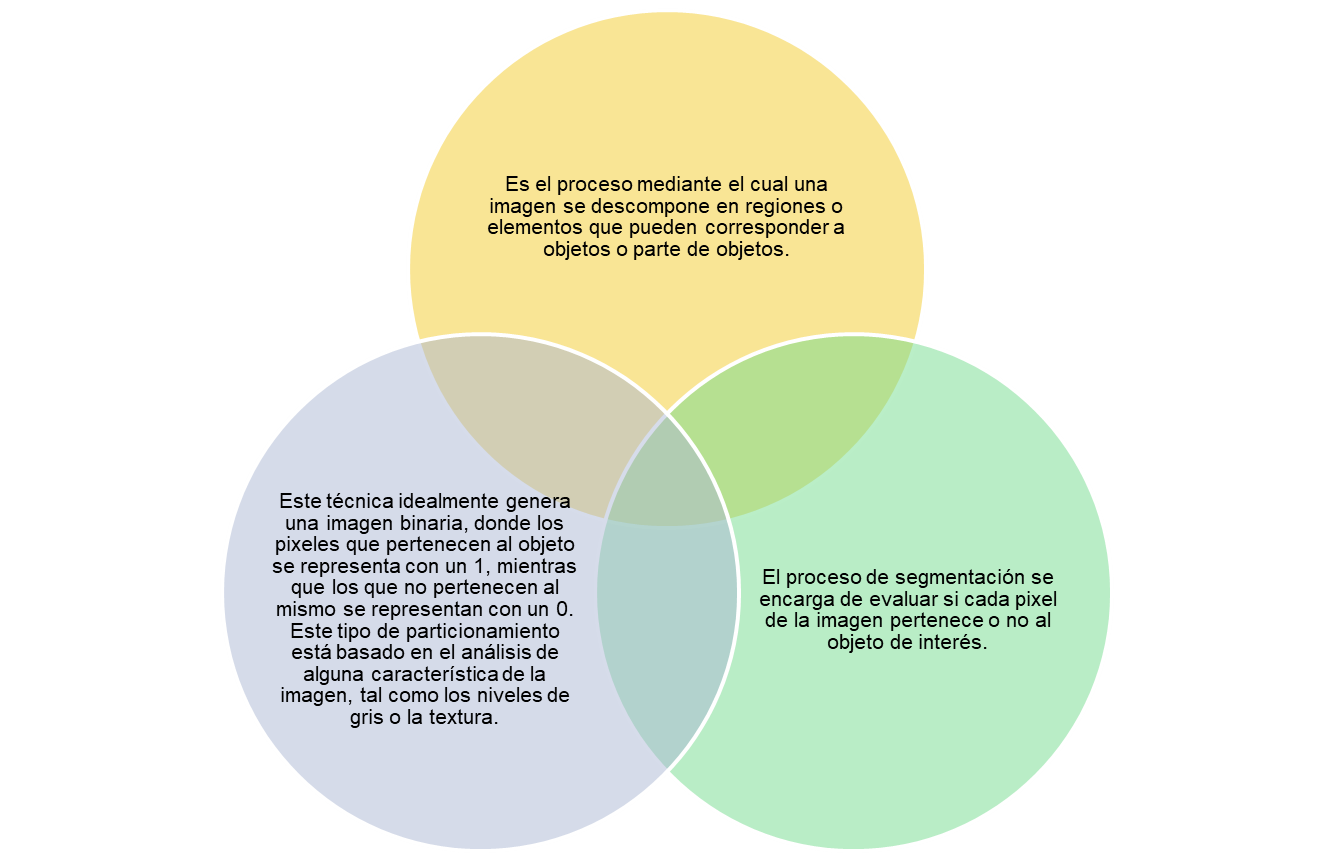 Es el proceso mediante el cual una
imagen se descompone en regiones o
elementos que pueden corresponder a
objetos o parte de objetos.
Este técnica idealmente genera
una imagen binaria, donde los
pixeles que pertenecen al objeto
se representa con un 1, mientras
que los que no pertenecen al
mismo se representan con un 0.
Este tipo de particionamiento
está basado en el análisis de
alguna característica de la
imagen, tal como los niveles de
gris o la textura.
El proceso de segmentación se
encarga de evaluar si cada pixel
de la imagen pertenece o no al
objeto de interés.